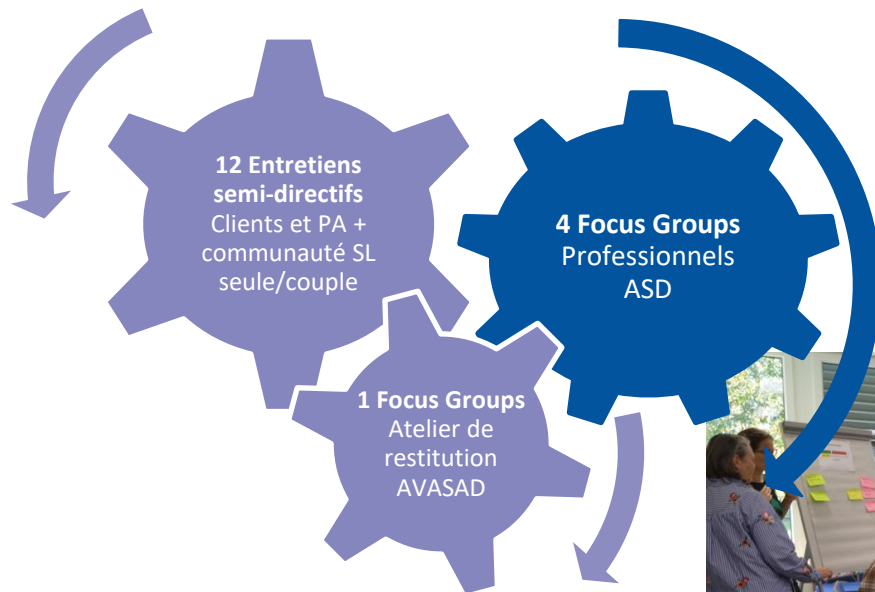 12 Entretiens
semi-directifs
Clients et PA +
communauté SL
seule/couple
4 Focus Groups
Professionnels
ASD
1 Focus Groups
Atelier de
restitution
AVASAD